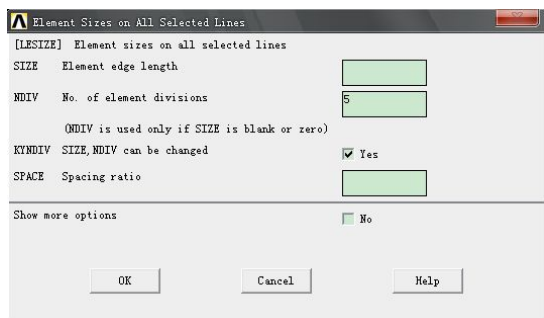 Element Sizes on All Selected Lines
[LESIZE] Element sizes on all selected lines
SIZE Element edge length
NDIV No. of element divisions 5
(NDIV is used only if SIZE is blank or zero)
KYNDIV SIZE,NDIV can be changed Yes
SPACE Spacing ratio
Show more options No
OK Cancel Help